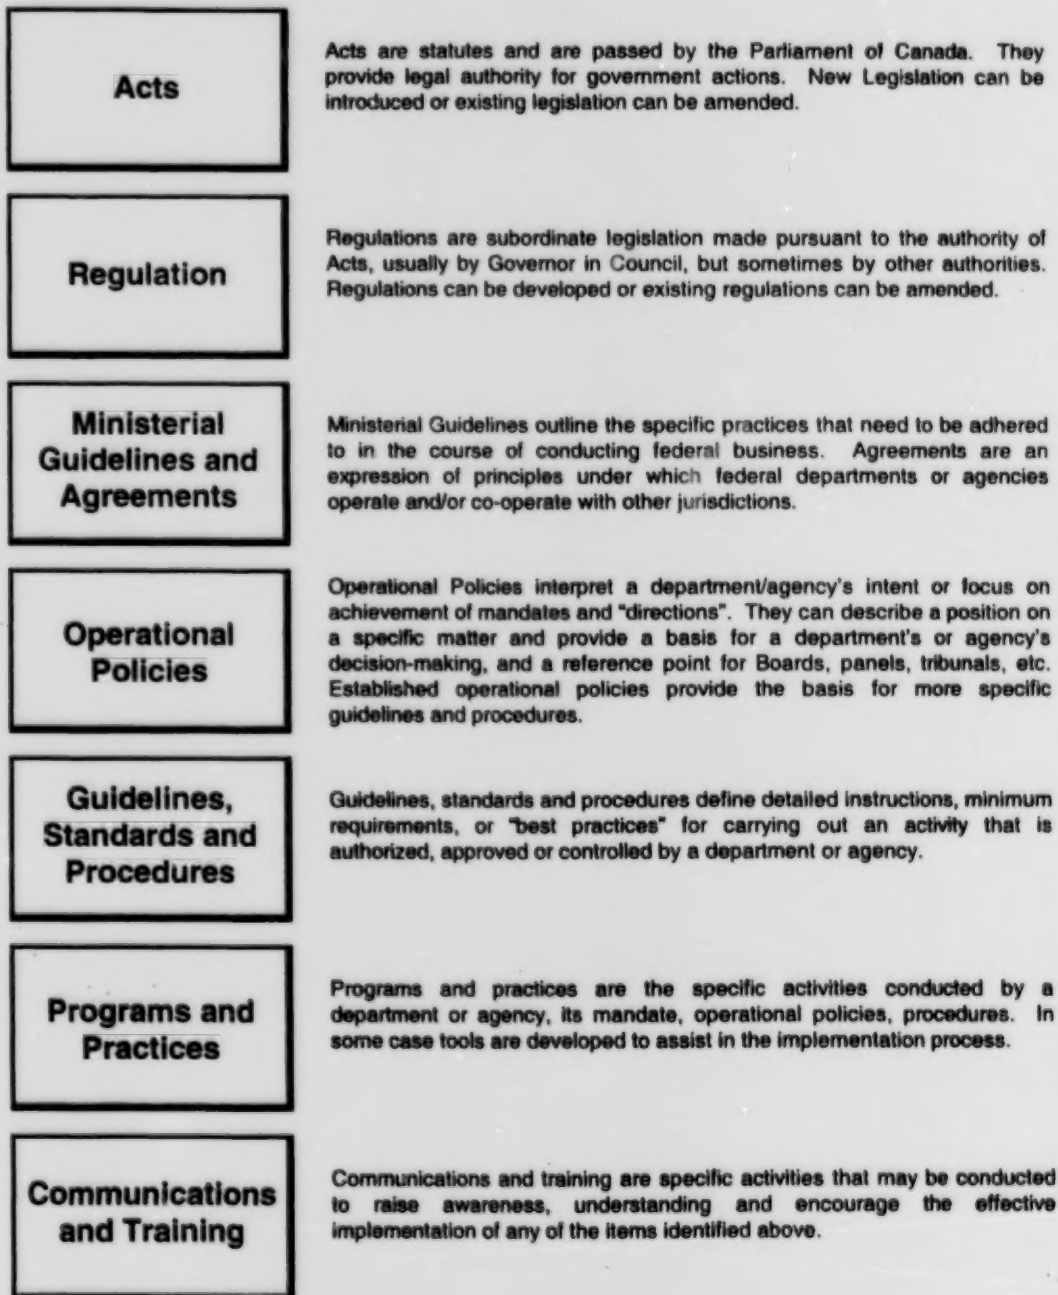 Acts
Acts are statutes and are passed by the Parliament of Canada. They
provide legal authority for government actions. New Legislation can be
introduced or existing legislation can be amended.
Regulation
Regulations are subordinate legislation made pursuant to the authority of
Acts, usually by Governor in Council, but sometimes by other authorities.
Regulations can be developed or existing regulations can be amended.
Ministerial
Guidelines and
Agreements
Ministerial Guidelines outline the specific practices that need to be adhered
to in the course of conducting federal business. Agreements are an
expression of principles under which federal departments or agencies
operate and/or co-operate with other jurisdictions.
Operational
Policies
Operational Policies interpret a department/agency's intent or focus on
achievement of mandates and "directions". They can describe a position on
a specific matter and provide a basis for a department's or agency's
decision-making, and a reference point for Boards, panels, tribunals, etc.
Established operational policies provide the basis for more specific
guidelines and procedures.
Guidelines,
Standards and
Procedures
Guidelines, standards and procedures define detailed instructions, minimum
requirements, or "best practices" for carrying out an activity that is
authorized, approved or controlled by a department or agency.
Programs and
Practices
Programs and practices are the specific activities conducted by a
department or agency, its mandate, operational policies, procedures. In
some case tools are developed to assist in the implementation process.
Communications
and Training
Communications and training are specific activities that may be conducted
to raise awareness, understanding and encourage the effective
implementation of any of the items identified above.